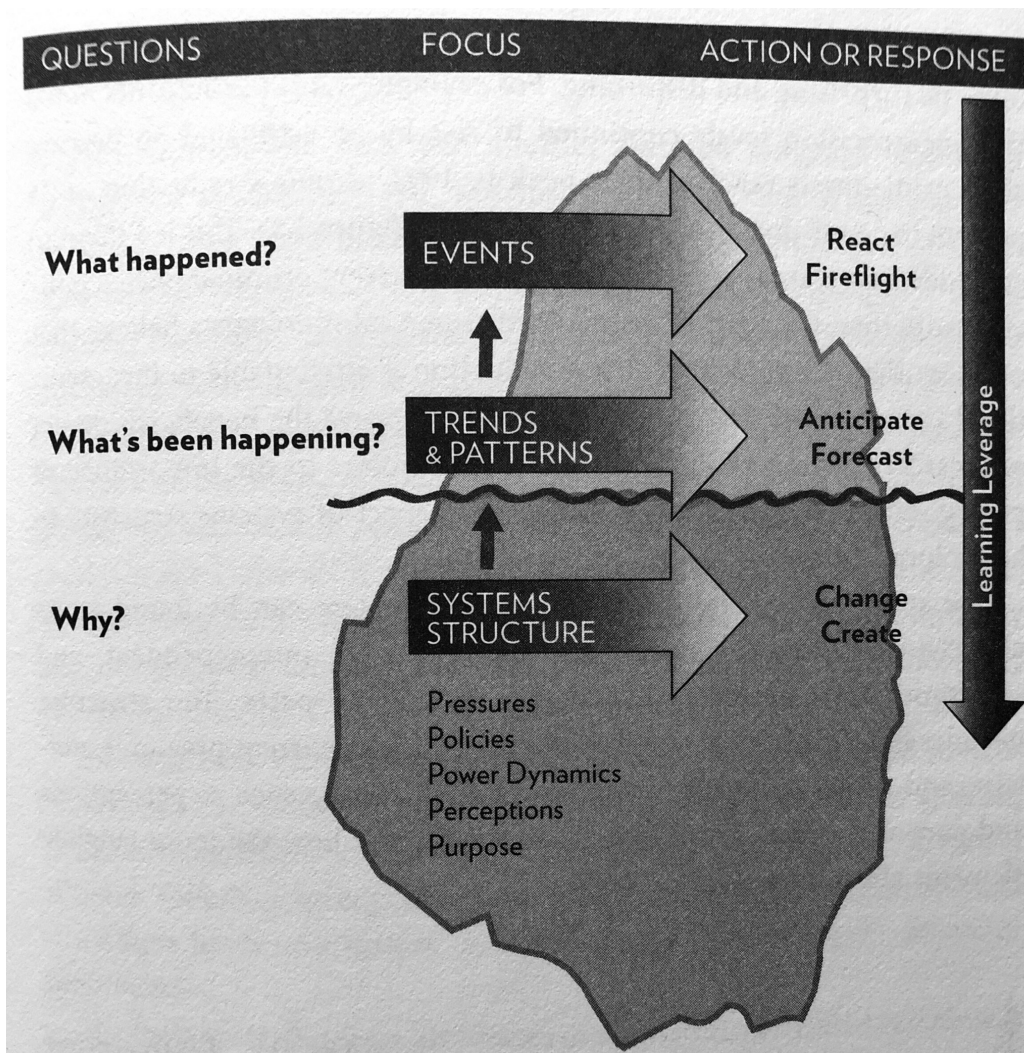 QUESTIONS FOCUS ACTION OR RESPONSE
What happened?
EVENTS
React
Fireflight
What's been happening?
TRENDS
& PATTERNS
Anticipate
Forecast
Why?
SYSTEMS
STRUCTURE
Change
Create
Pressures
Policies
Power Dynamics
Perceptions
Purpose
Learning Leverage